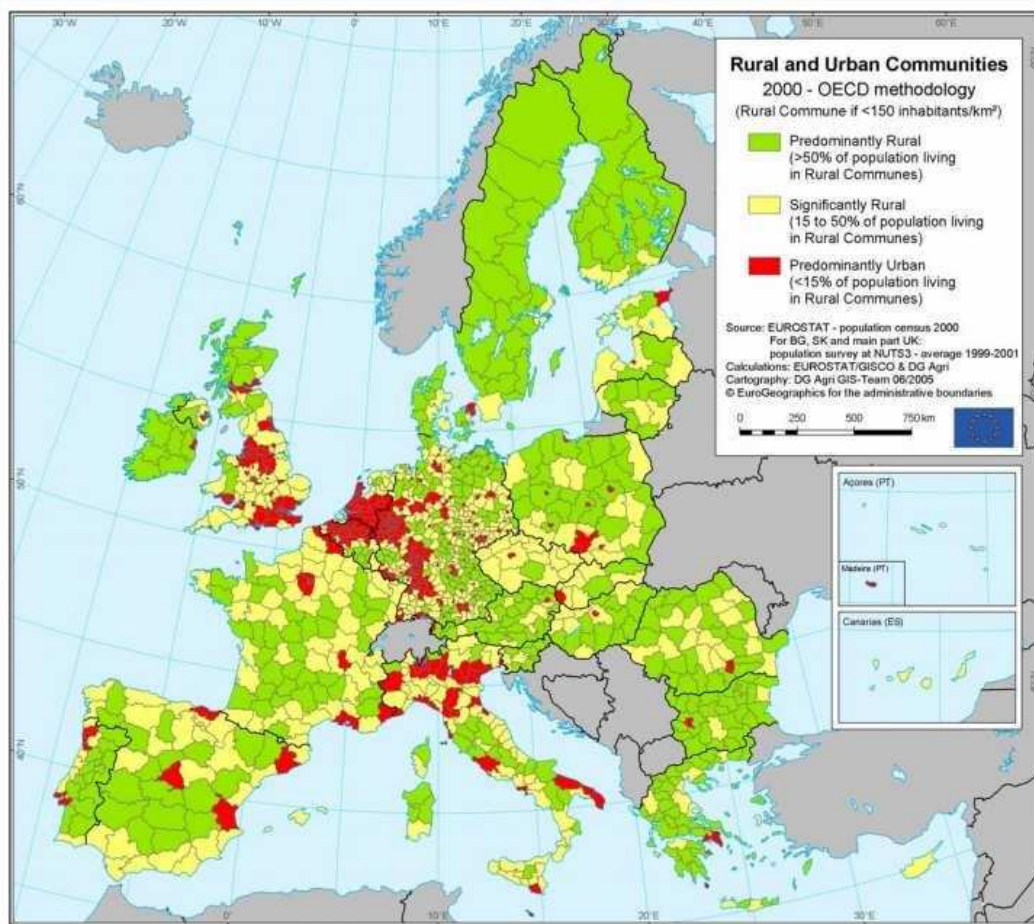 30°W
20°W
10°W
0°
10°E
20°E
30°E
40°E
50°E
60°E
Rural and Urban Communities
2000 - OECD methodology
(Rural Commune if <150 inhabitants/km²)
Predominantly Rural
(>50% of population living
in Rural Communes)
Significantly Rural
(15 to 50% of population living
in Rural Communes)
Predominantly Urban
(<15% of population living
in Rural Communes)
Source: EUROSTAT - population census 2000
For BG, SK and main part UK:
population survey at NUTS3 - average 1999-2001
Calculations: EUROSTAT/GISCO & DG Agri
Cartography: DG Agri GIS-Team 06/2005
© EuroGeographics for the administrative boundaries
0 250 500 750 km
60°N
50°N
40°N
Açores (PT)
Madeira (PT)
Canarias (ES)
0°
10°E
20°E
30°E